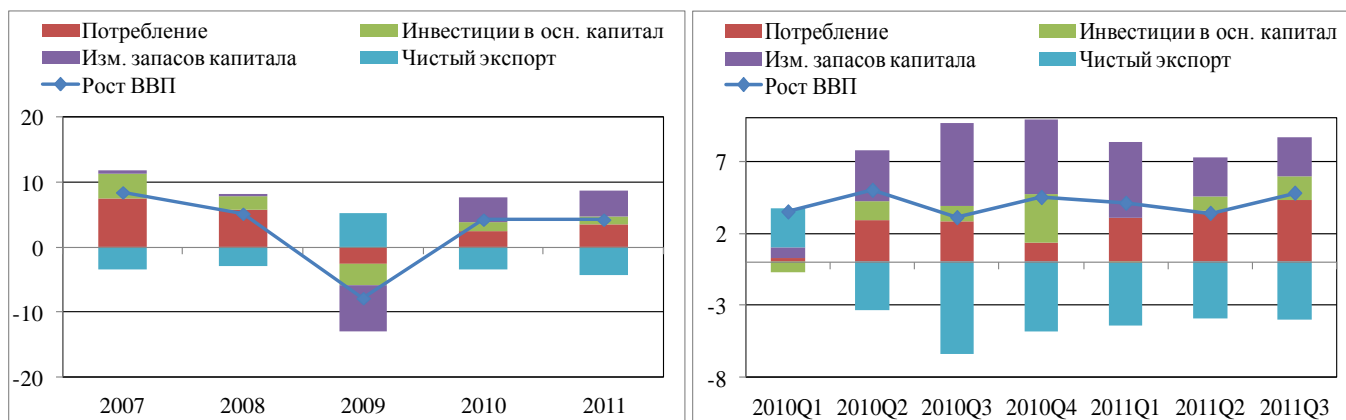 Потребление
Инвестиции в осн. капитал
Изм. запасов капитала
Чистый экспорт
Рост ВВП
20
10
0
-10
-20
2007 2008 2009 2010 2011
Потребление
Инвестиции в осн. капитал
Изм. запасов капитала
Чистый экспорт
Рост ВВП
7
2
-3
-8
2010Q1 2010Q2 2010Q3 2010Q4 2011Q1 2011Q2 2011Q3